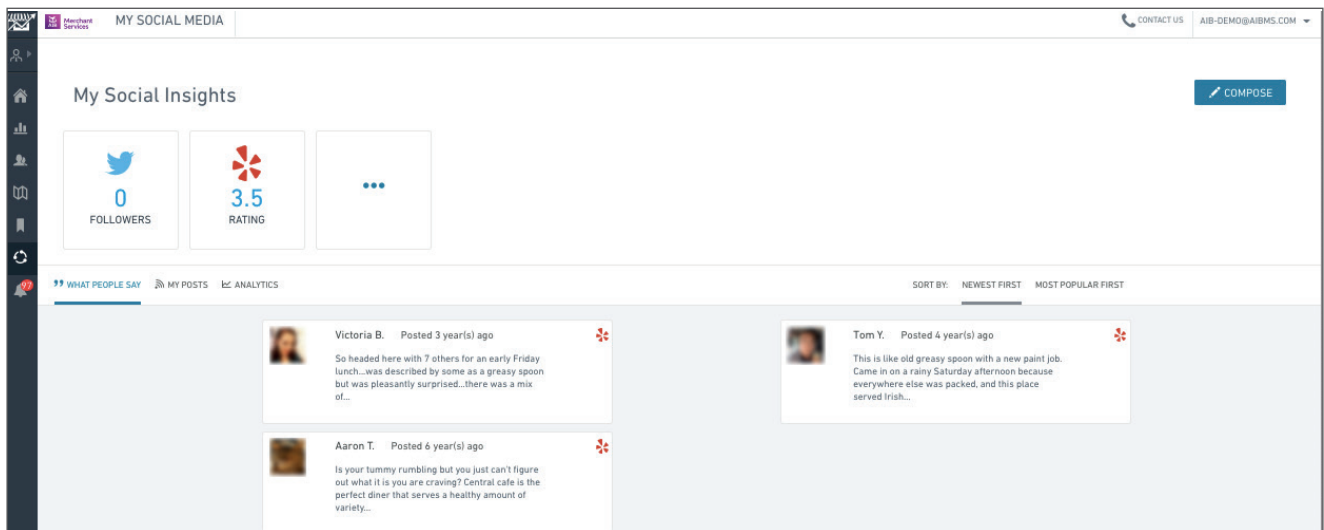 AIB
Merchant
Services
MY SOCIAL MEDIA
CONTACT US
AIB-DEMO@AIBMS.COM
My Social Insights
COMPOSE
0
FOLLOWERS
3.5
RATING
97
WHAT PEOPLE SAY
MY POSTS
ANALYTICS
SORT BY:
NEWEST FIRST
MOST POPULAR FIRST
Victoria B. Posted 3 year(s) ago
So headed here with 7 others for an early Friday
lunch...was described by some as a greasy spoon
but was pleasantly surprised...there was a mix
of...
Tom Y. Posted 4 year(s) ago
This is like old greasy spoon with a new paint job.
Came in on a rainy Saturday afternoon because
everywhere else was packed, and this place
served Irish...
Aaron T. Posted 6 year(s) ago
Is your tummy rumbling but you just can't figure
out what it is you are craving? Central cafe is the
perfect diner that serves a healthy amount of
variety...